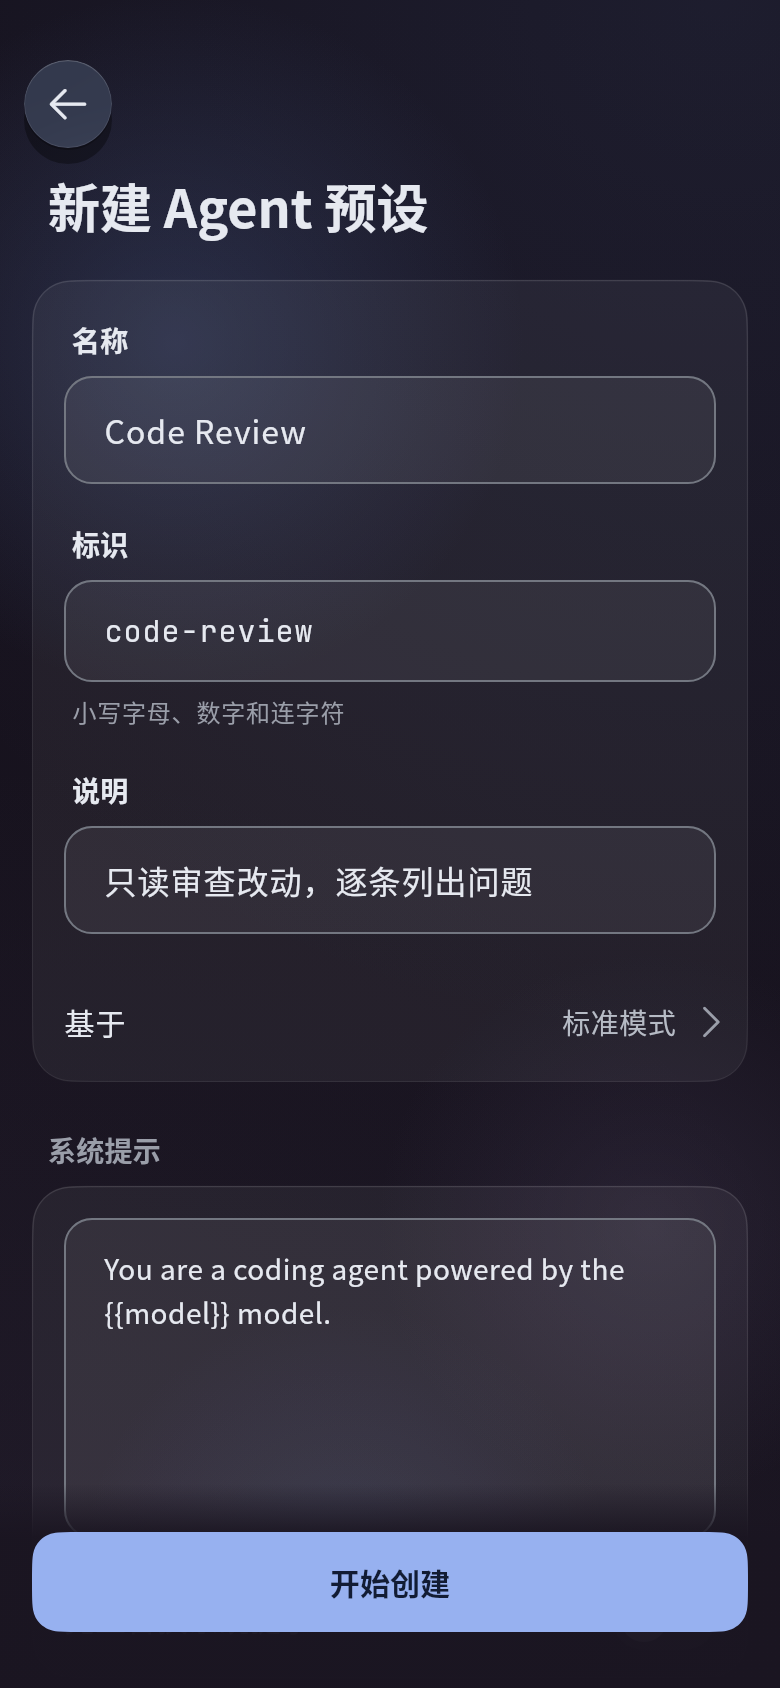 新建 Agent 预设
名称
Code Review
标识
code-review
小写字母、数字和连字符
说明
只读审查改动，逐条列出问题
基于
标准模式
系统提示
You are a coding agent powered by the
{{model}} model.
开始创建